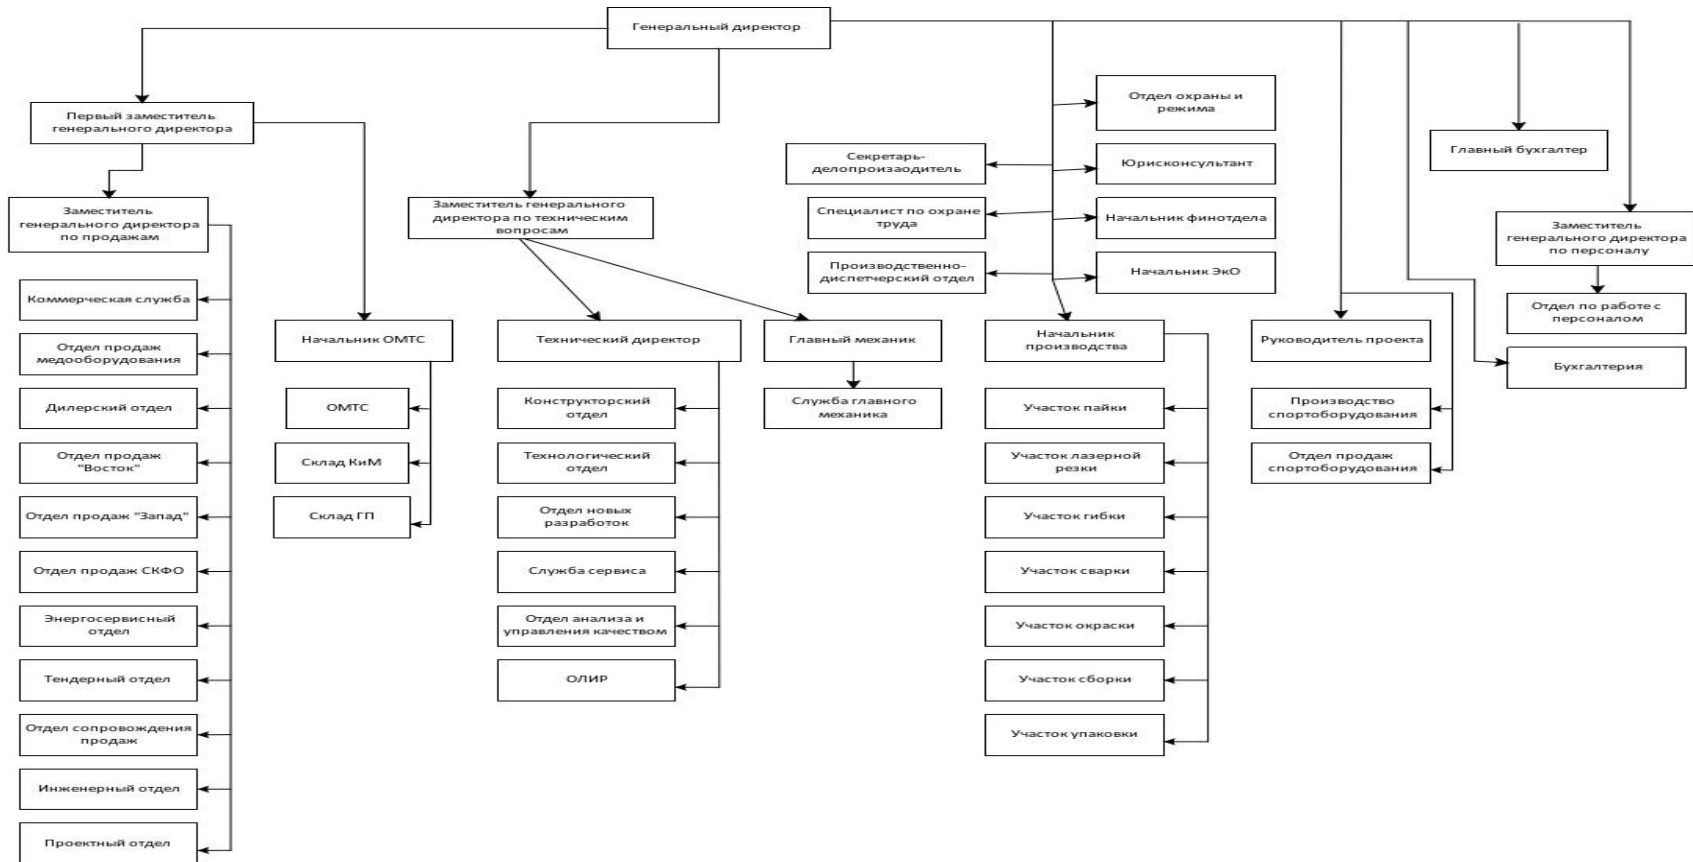 Генеральный директор
Первый заместитель
генерального директора
Заместитель
генерального директора
по продажам
Коммерческая служба
Отдел продаж
медооборудования
Дилерский отдел
Отдел продаж
"Восток"
Отдел продаж "Запад"
Отдел продаж СКФО
Энергосервисный
отдел
Тендерный отдел
Отдел сопровождения
продаж
Инженерный отдел
Проектный отдел
Начальник ОМТС
ОМТС
Склад КиМ
Склад ГП
Заместитель генерального
директора по техническим
вопросам
Технический директор
Конструкторский
отдел
Технологический
отдел
Отдел новых
разработок
Служба сервиса
Отдел анализа и
управления качеством
ОЛИР
Главный механик
Служба главного
механика
Секретарь-
делопроизаодитель
Специалист по охране
труда
Производственно-
диспетчерский отдел
Отдел охраны и
режима
Юрисконсультант
Начальник финотдела
Начальник ЭкО
Начальник
производства
Участок пайки
Участок лазерной
резки
Участок гибки
Участок сварки
Участок окраски
Участок сборки
Участок упаковки
Руководитель проекта
Производство
спортоборудования
Отдел продаж
спортоборудования
Главный бухгалтер
Заместитель
генерального директора
по персоналу
Отдел по работе с
персоналом
Бухгалтерия